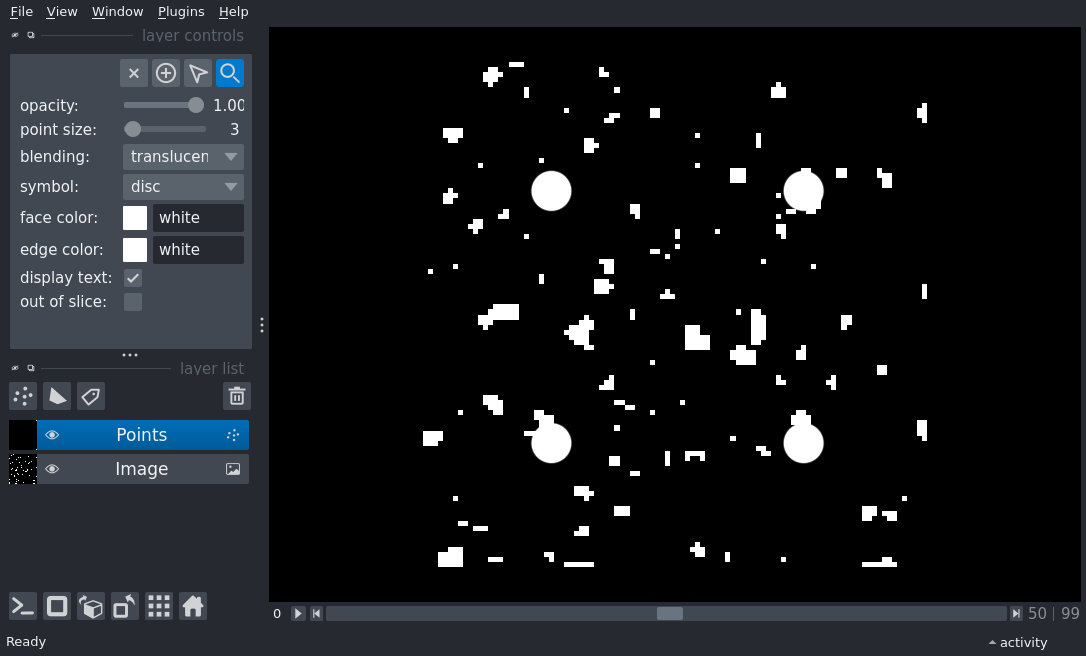 File View Window Plugins Help
layer controls
opacity: 1.00
point size: 3
blending: translucen
symbol: disc
face color: white
edge color: white
display text:
out of slice:
layer list
Points
Image
0 50 | 99
Ready activity